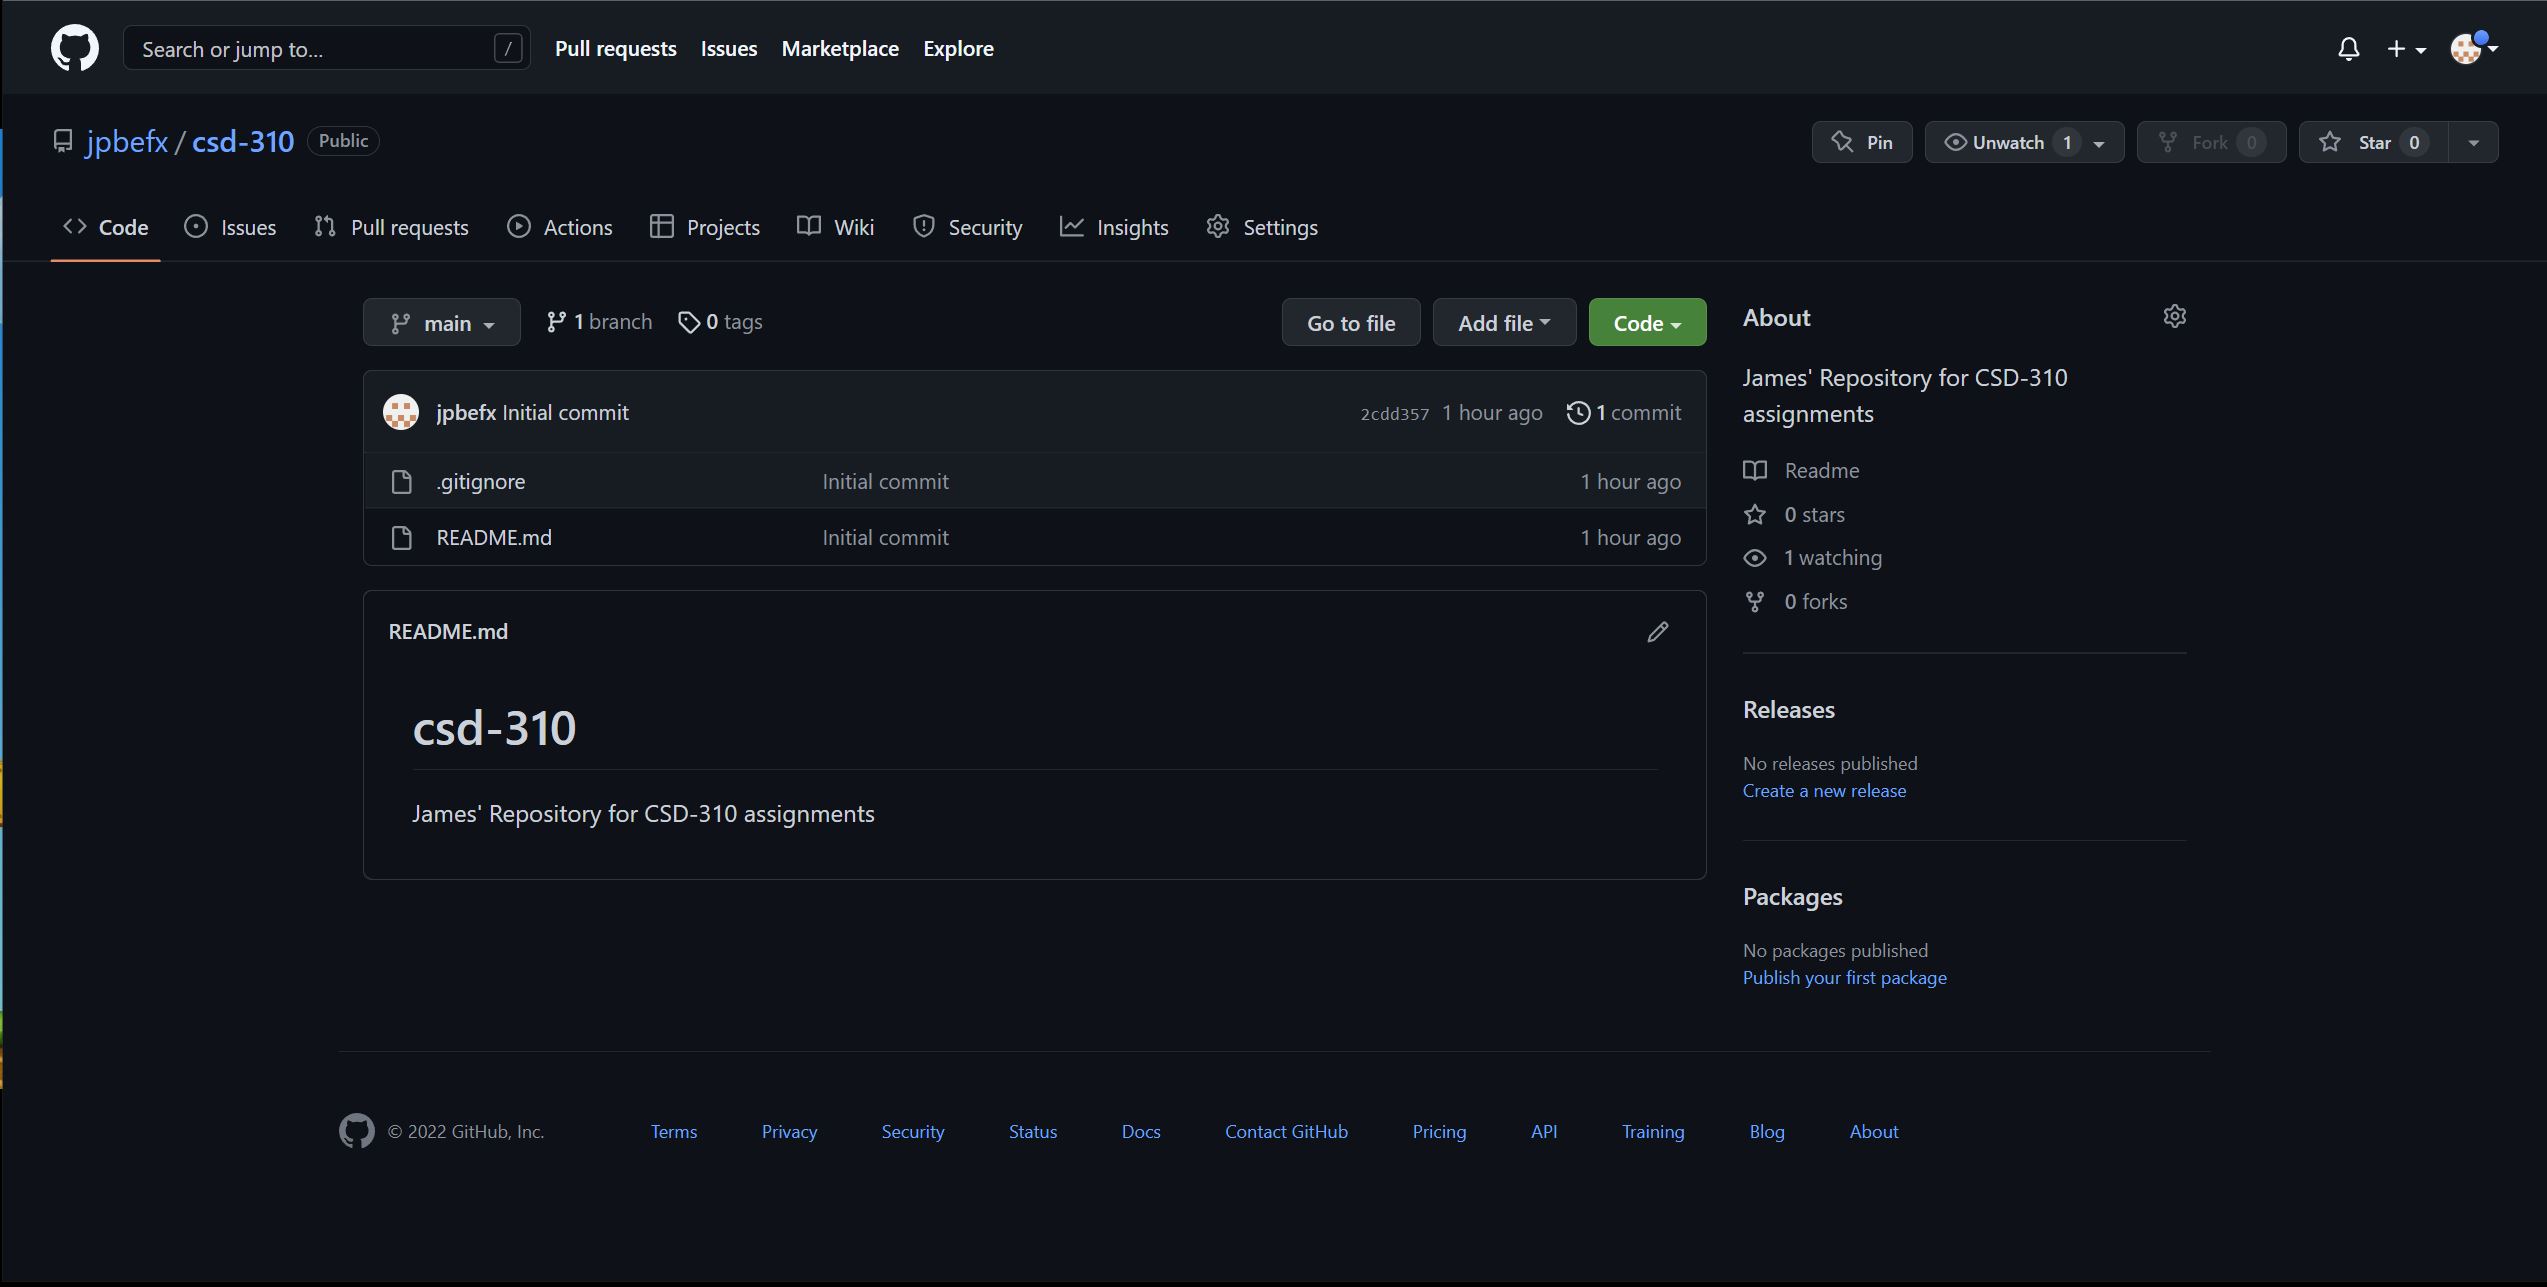 Search or jump to... / Pull requests Issues Marketplace Explore
jpbefx / csd-310 Public Pin Unwatch 1 Fork 0 Star 0
Code Issues Pull requests Actions Projects Wiki Security Insights Settings
main 1 branch 0 tags Go to file Add file Code
jpbefx Initial commit 2cdd357 1 hour ago 1 commit
.gitignore Initial commit 1 hour ago
README.md Initial commit 1 hour ago
README.md
csd-310
James' Repository for CSD-310 assignments
About
James' Repository for CSD-310
assignments
Readme
0 stars
1 watching
0 forks
Releases
No releases published
Create a new release
Packages
No packages published
Publish your first package
© 2022 GitHub, Inc. Terms Privacy Security Status Docs Contact GitHub Pricing API Training Blog About